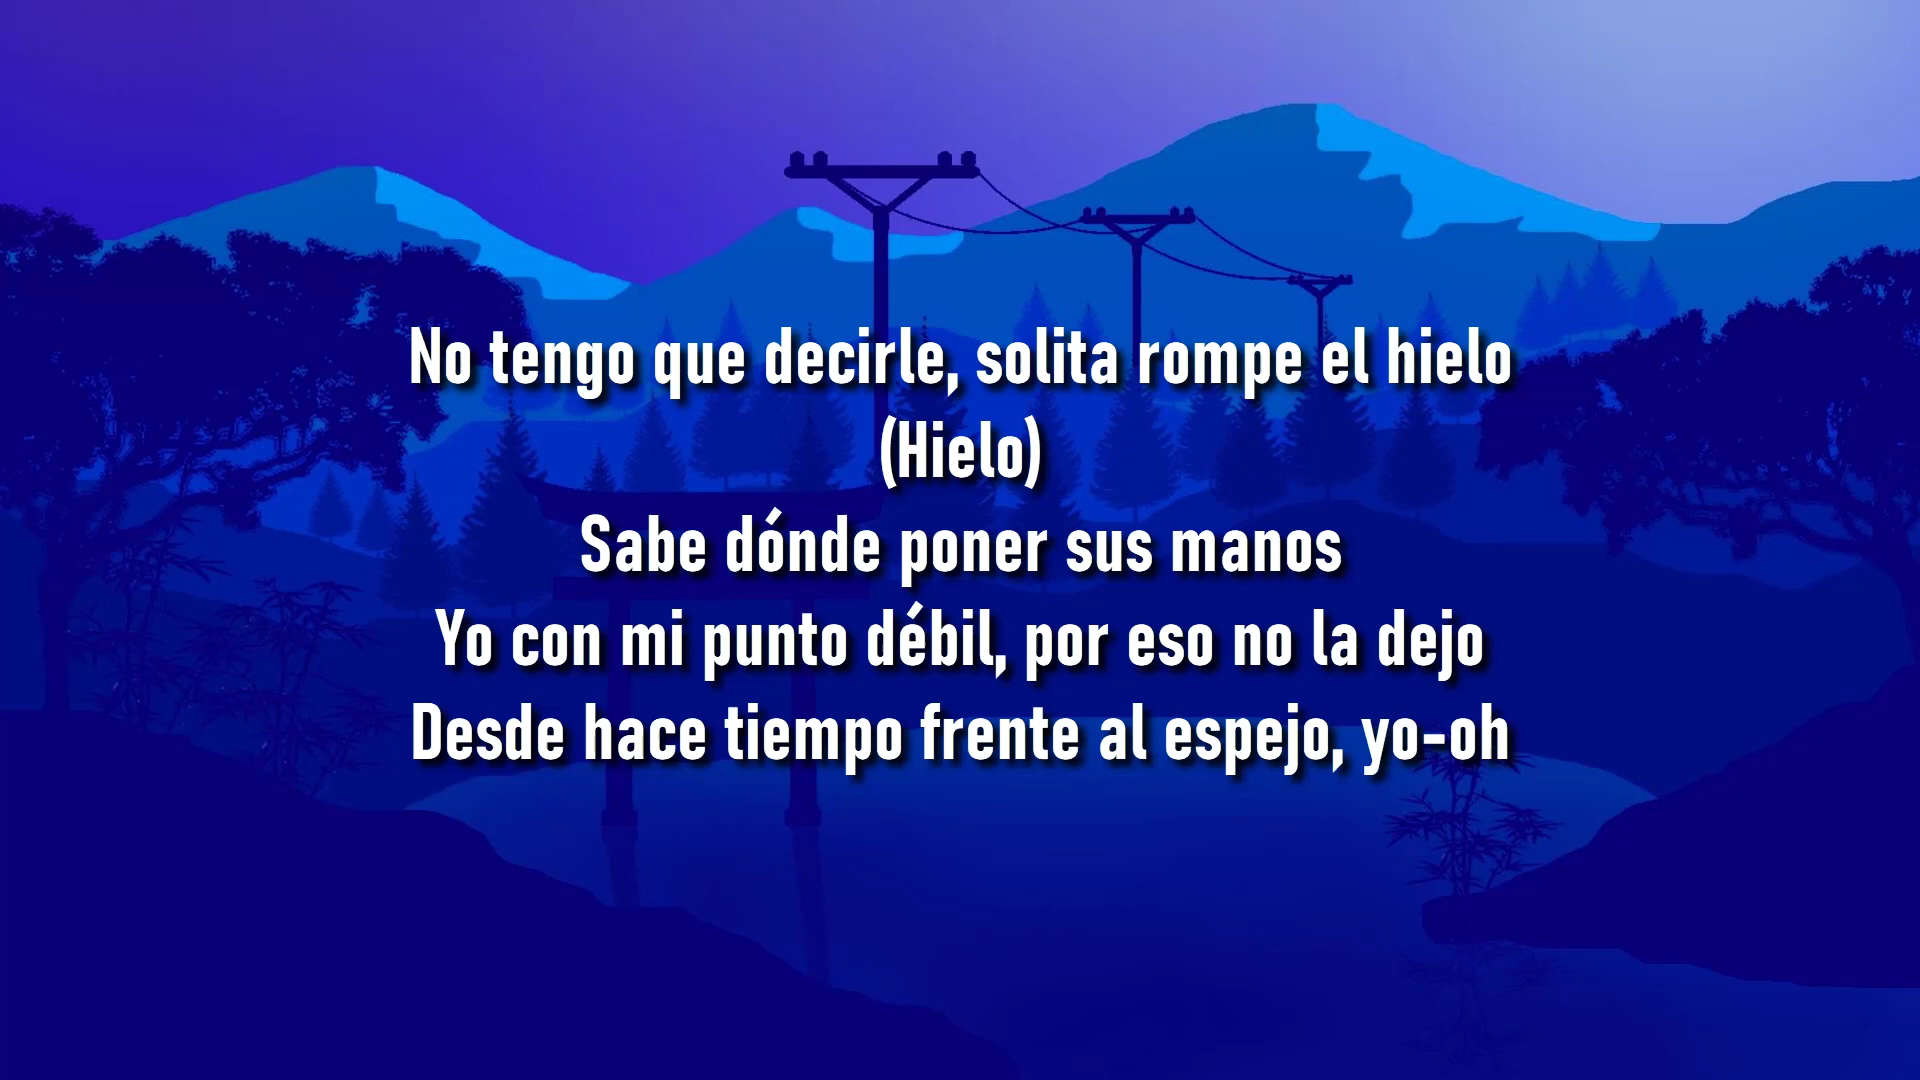 No tengo que decirle, solita rompe el hielo
(Hielo)
Sabe dónde poner sus manos
Yo con mi punto débil, por eso no la dejo
Desde hace tiempo frente al espejo, yo-oh